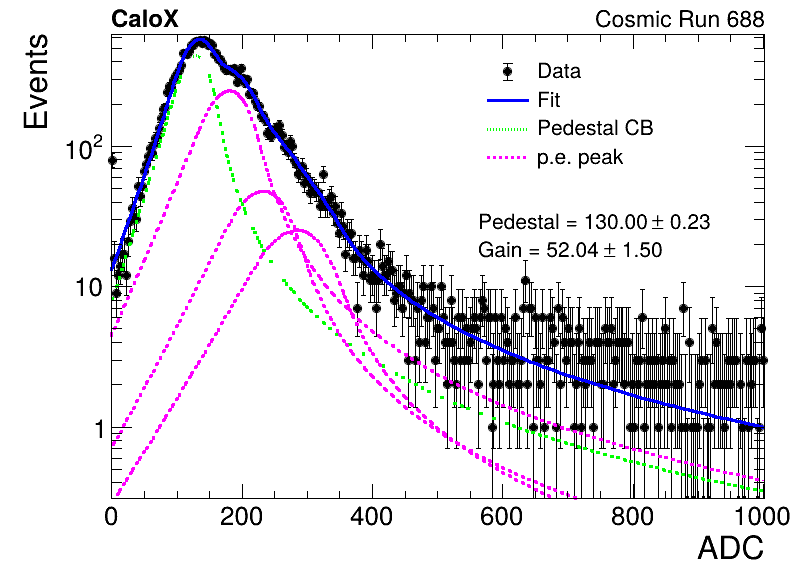 CaloX Cosmic Run 688
Events
Data
Fit
Pedestal CB
p.e. peak
Pedestal = 130.00 ± 0.23
Gain = 52.04 ± 1.50
10²
10
1
0 200 400 600 800 1000
ADC